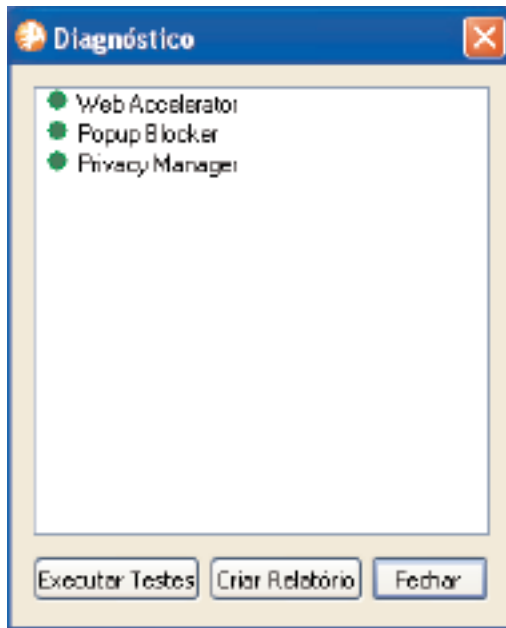 Diagnóstico
Web Accelerator
Popup Blocker
Privacy Manager
Executar Testes
Criar Relatório
Fechar